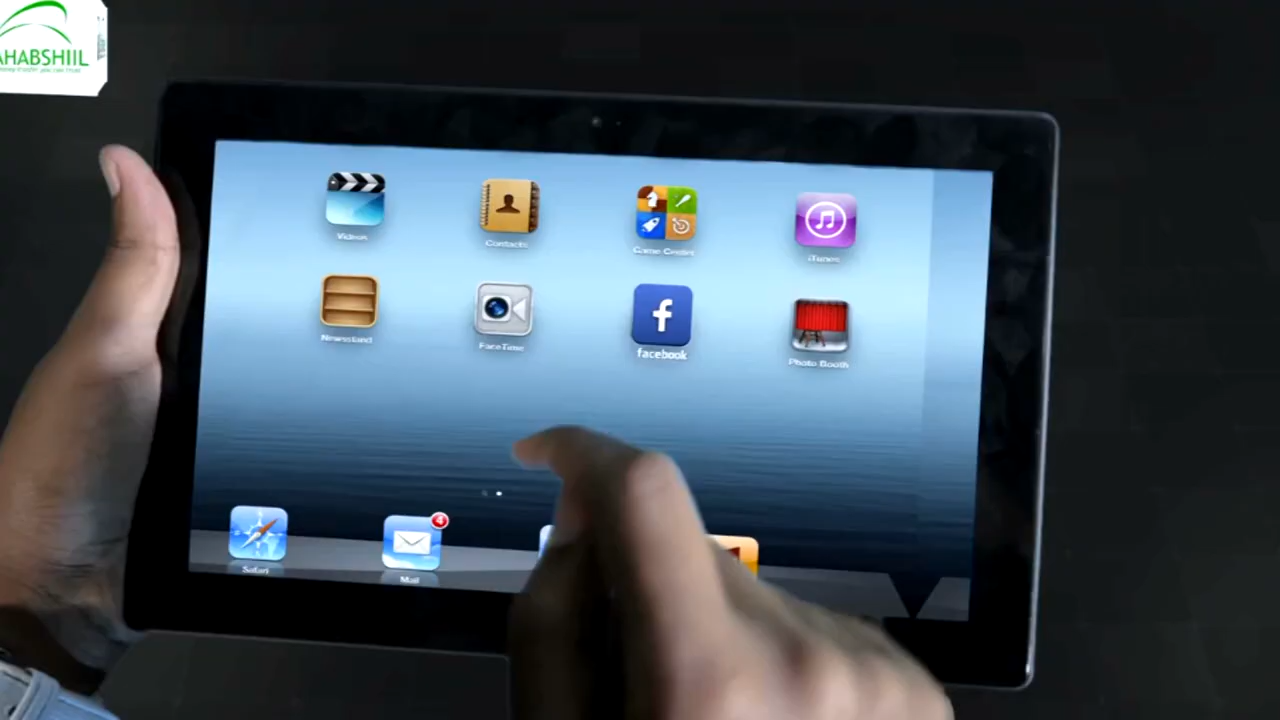 AHABSHIIL
Videos
Contacts
Game Center
iTunes
Newsstand
FaceTime
facebook
Photo Booth
4
Safari
Mail